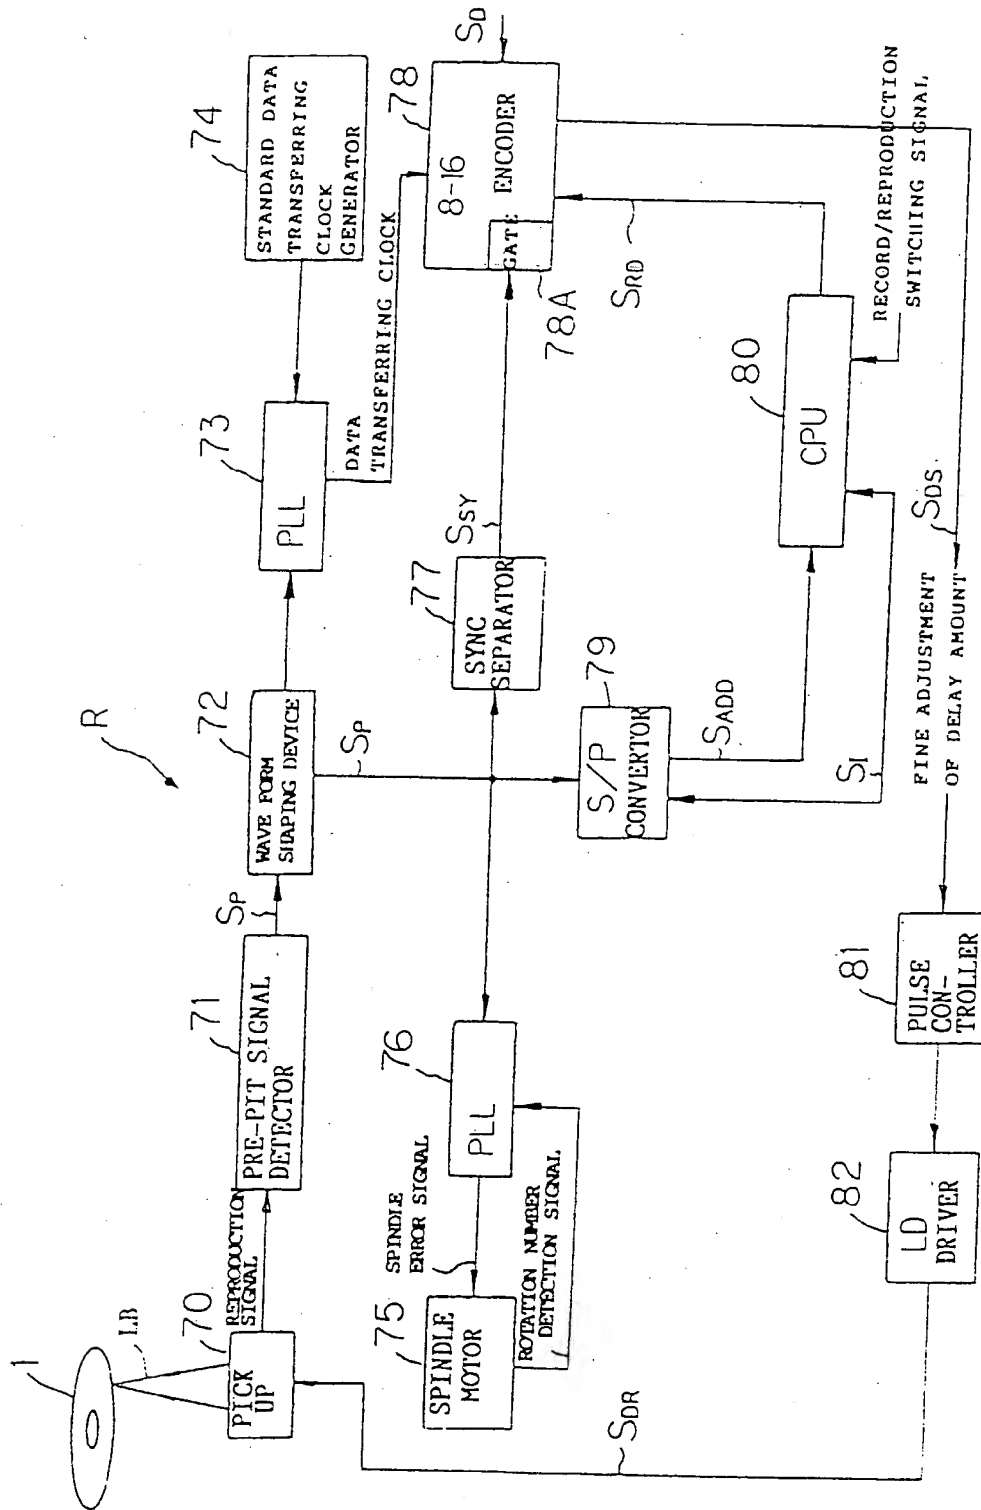 R
1
LB
70
PICK
UP
REPRODUCTION
SIGNAL
71
PRE-PIT SIGNAL
DETECTOR
SP
72
WAVE FORM
SHAPING DEVICE
SP
73
PLL
74
STANDARD DATA
TRANSFERRING
CLOCK
GENERATOR
DATA
TRANSFERRING CLOCK
75
SPINDLE
MOTOR
SPINDLE
ERROR SIGNAL
ROTATION NUMBER
DETECTION SIGNAL
76
PLL
77
SYNC
SEPARATOR
SSY
78
8-16
ENCODER
GATE
78A
SD
79
S/P
CONVERTOR
SADD
SI
80
CPU
SRD
RECORD/REPRODUCTION
SWITCHING SIGNAL
SDS
FINE ADJUSTMENT
OF DELAY AMOUNT
81
PULSE
CON-
TROLLER
82
LD
DRIVER
SDR